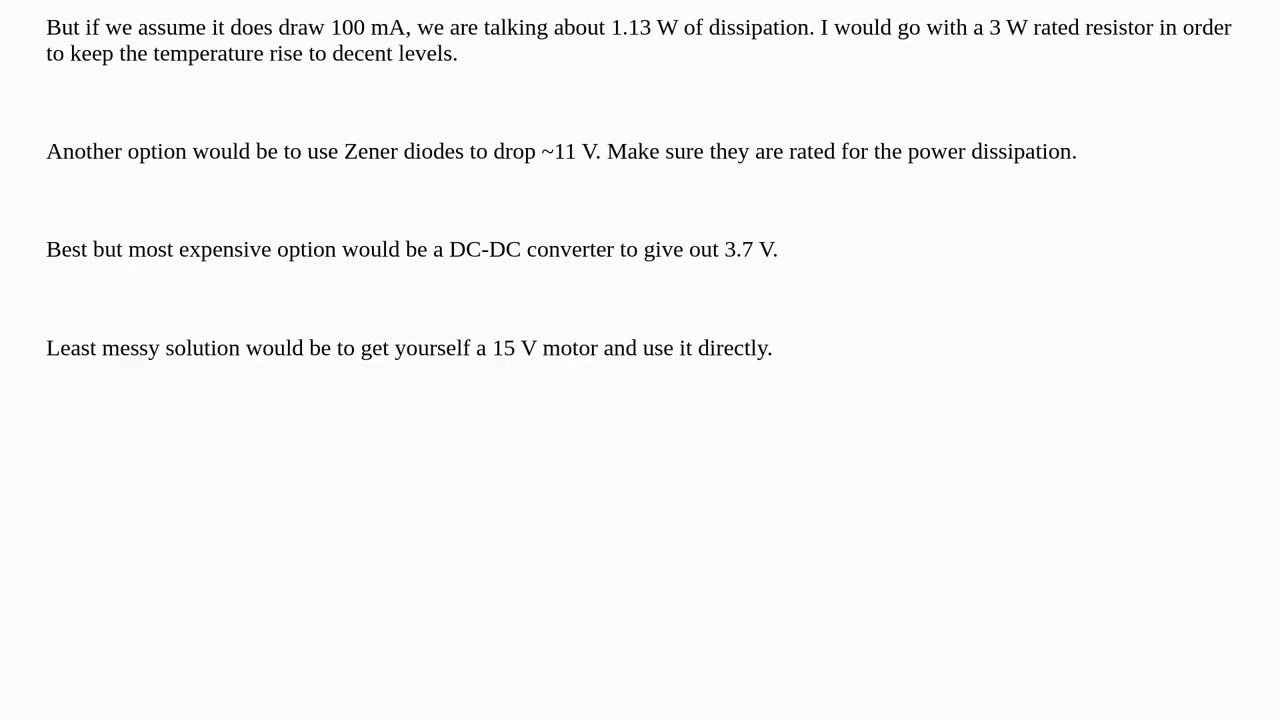 But if we assume it does draw 100 mA, we are talking about 1.13 W of dissipation. I would go with a 3 W rated resistor in order
to keep the temperature rise to decent levels.
Another option would be to use Zener diodes to drop ~11 V. Make sure they are rated for the power dissipation.
Best but most expensive option would be a DC-DC converter to give out 3.7 V.
Least messy solution would be to get yourself a 15 V motor and use it directly.